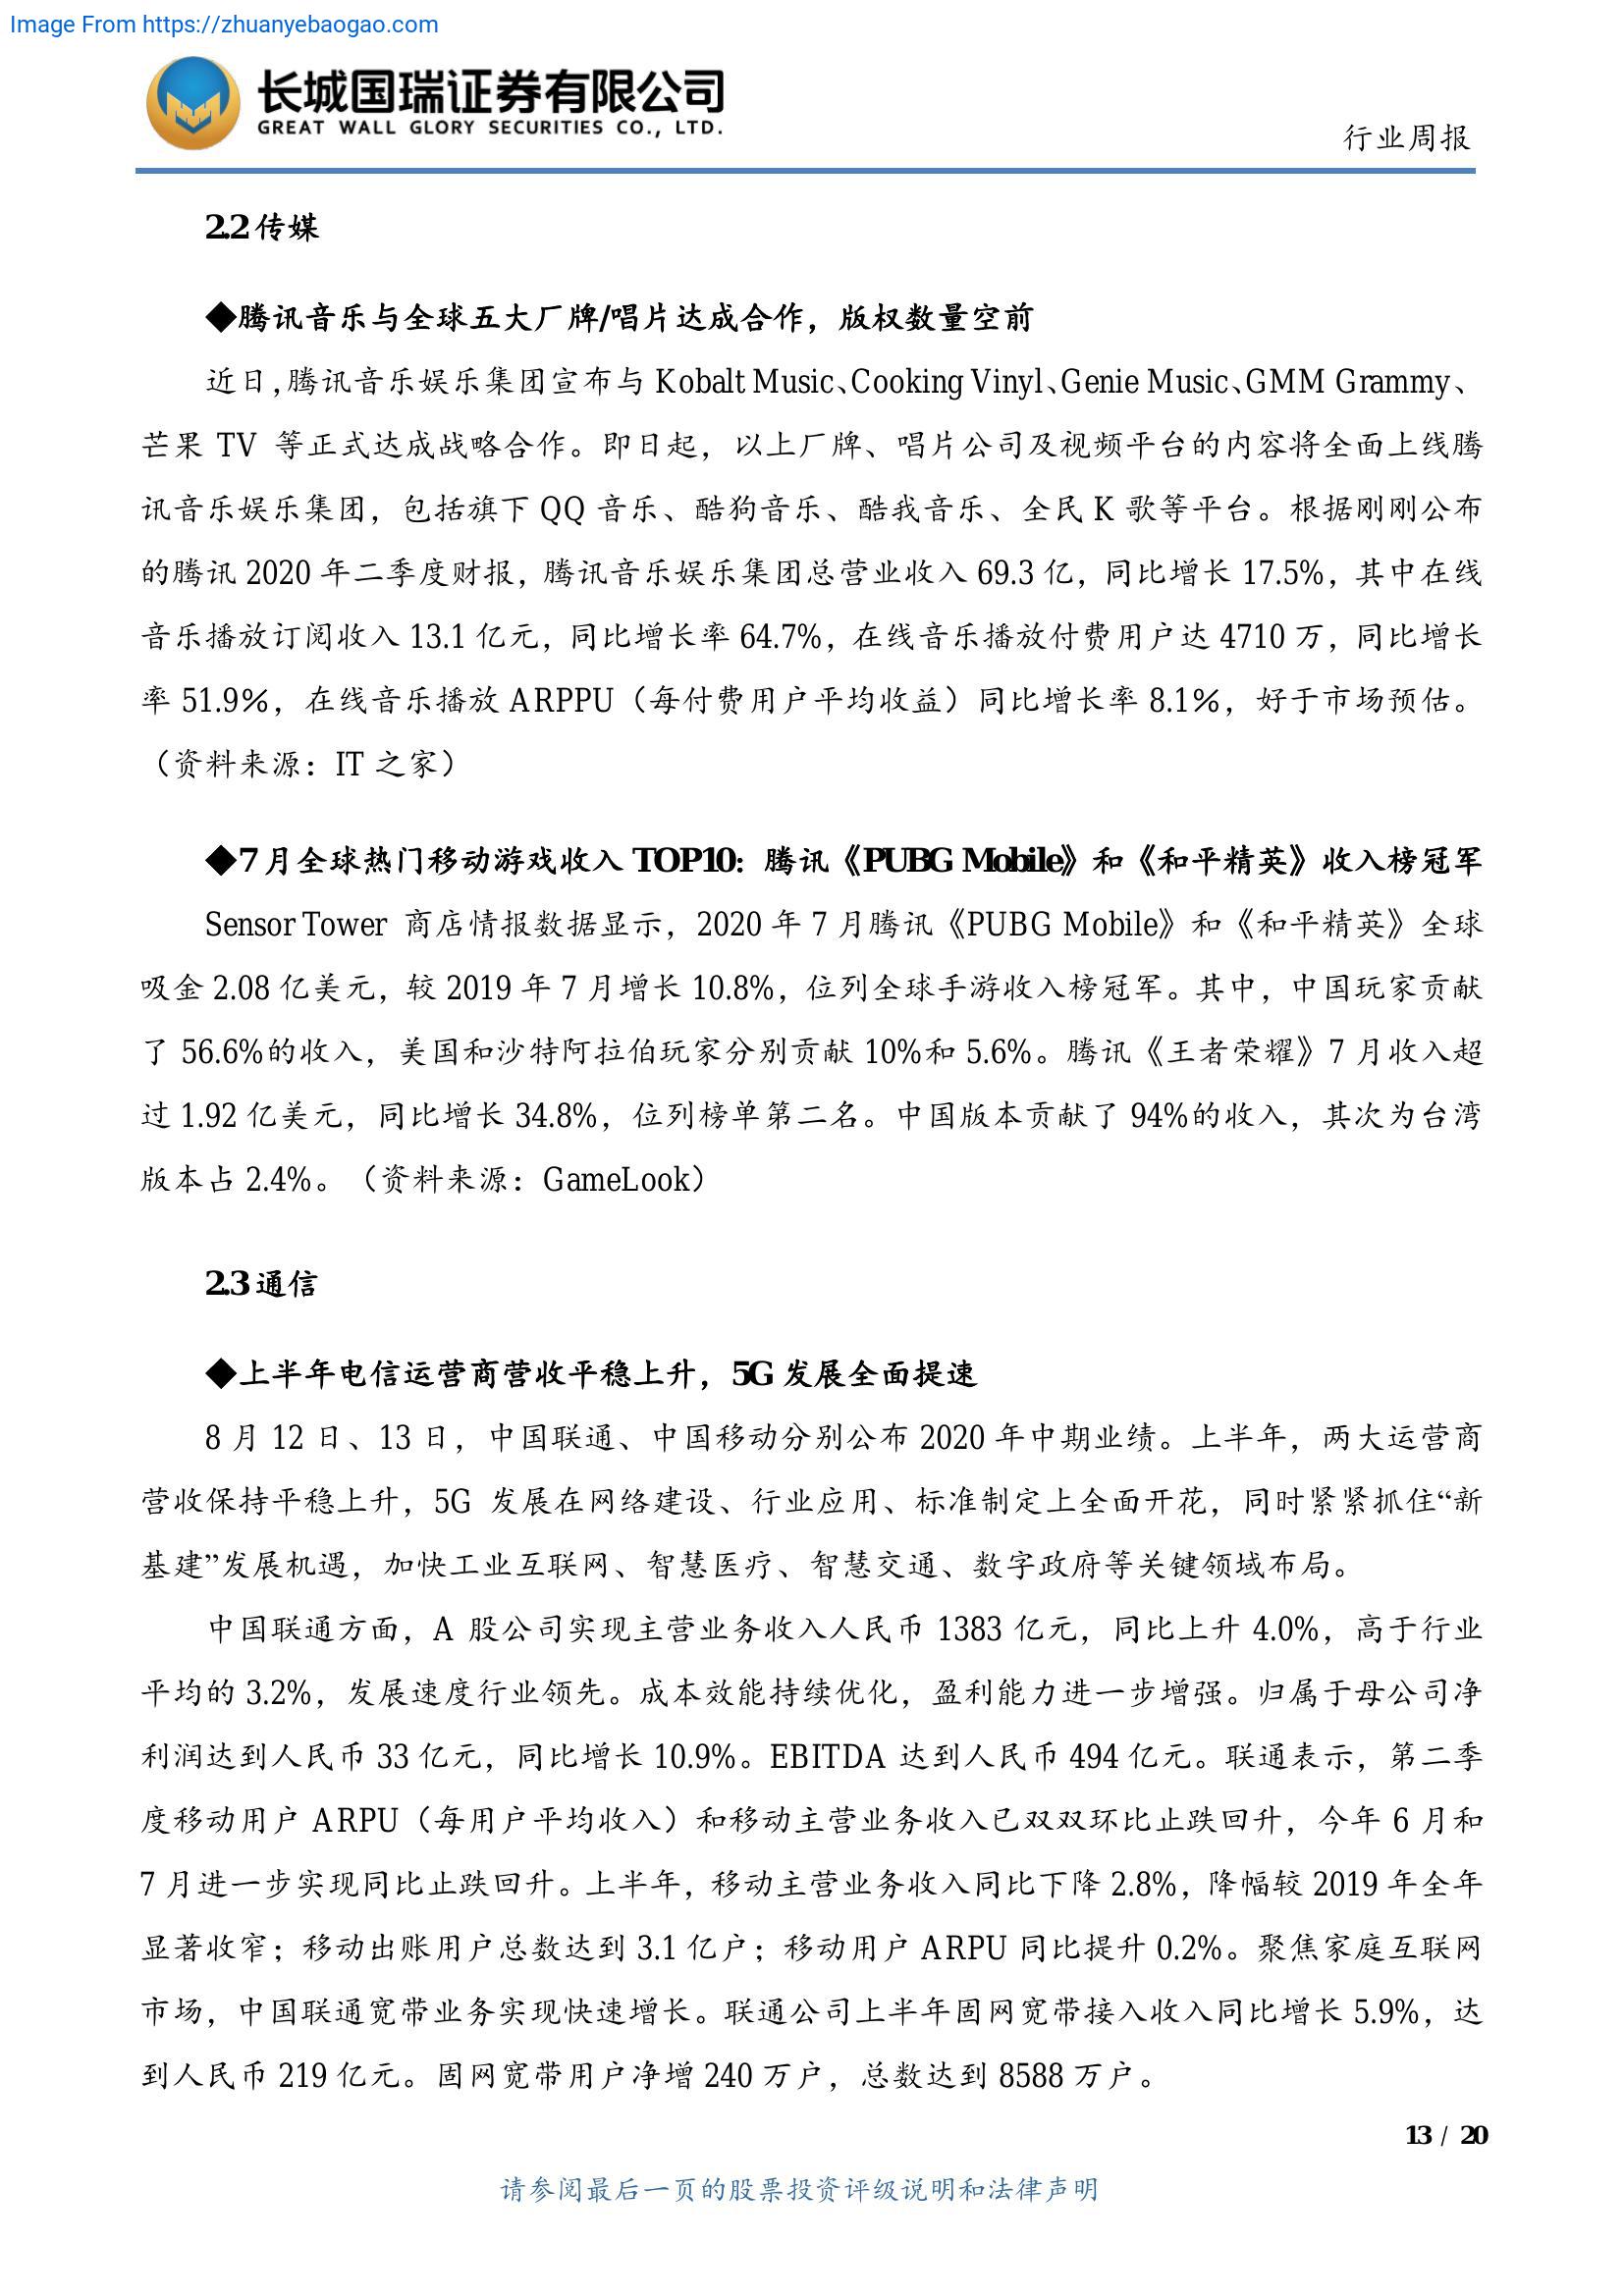 Image From https://zhuanyebaogao.com
长城国瑞证券有限公司
GREAT WALL GLORY SECURITIES CO., LTD.
行业周报
2.2 传媒
◆腾讯音乐与全球五大厂牌/唱片达成合作，版权数量空前
近日，腾讯音乐娱乐集团宣布与 Kobalt Music、Cooking Vinyl、Genie Music、GMM Grammy、
芒果 TV 等正式达成战略合作。即日起，以上厂牌、唱片公司及视频平台的内容将全面上线腾
讯音乐娱乐集团，包括旗下 QQ 音乐、酷狗音乐、酷我音乐、全民 K 歌等平台。根据刚刚公布
的腾讯 2020 年二季度财报，腾讯音乐娱乐集团总营业收入 69.3 亿，同比增长 17.5%，其中在线
音乐播放订阅收入 13.1 亿元，同比增长率 64.7%，在线音乐播放付费用户达 4710 万，同比增长
率 51.9%，在线音乐播放 ARPPU（每付费用户平均收益）同比增长率 8.1%，好于市场预估。
（资料来源：IT 之家）
◆7 月全球热门移动游戏收入 TOP10：腾讯《PUBG Mobile》和《和平精英》收入榜冠军
Sensor Tower 商店情报数据显示，2020 年 7 月腾讯《PUBG Mobile》和《和平精英》全球
吸金 2.08 亿美元，较 2019 年 7 月增长 10.8%，位列全球手游收入榜冠军。其中，中国玩家贡献
了 56.6%的收入，美国和沙特阿拉伯玩家分别贡献 10%和 5.6%。腾讯《王者荣耀》7 月收入超
过 1.92 亿美元，同比增长 34.8%，位列榜单第二名。中国版本贡献了 94%的收入，其次为台湾
版本占 2.4%。（资料来源：GameLook）
2.3 通信
◆上半年电信运营商营收平稳上升，5G 发展全面提速
8 月 12 日、13 日，中国联通、中国移动分别公布 2020 年中期业绩。上半年，两大运营商
营收保持平稳上升，5G 发展在网络建设、行业应用、标准制定上全面开花，同时紧紧抓住“新
基建”发展机遇，加快工业互联网、智慧医疗、智慧交通、数字政府等关键领域布局。
中国联通方面，A 股公司实现主营业务收入人民币 1383 亿元，同比上升 4.0%，高于行业
平均的 3.2%，发展速度行业领先。成本效能持续优化，盈利能力进一步增强。归属于母公司净
利润达到人民币 33 亿元，同比增长 10.9%。EBITDA 达到人民币 494 亿元。联通表示，第二季
度移动用户 ARPU（每用户平均收入）和移动主营业务收入已双双环比止跌回升，今年 6 月和
7 月进一步实现同比止跌回升。上半年，移动主营业务收入同比下降 2.8%，降幅较 2019 年全年
显著收窄；移动出账用户总数达到 3.1 亿户；移动用户 ARPU 同比提升 0.2%。聚焦家庭互联网
市场，中国联通宽带业务实现快速增长。联通公司上半年固网宽带接入收入同比增长 5.9%，达
到人民币 219 亿元。固网宽带用户净增 240 万户，总数达到 8588 万户。
13 / 20
请参阅最后一页的股票投资评级说明和法律声明